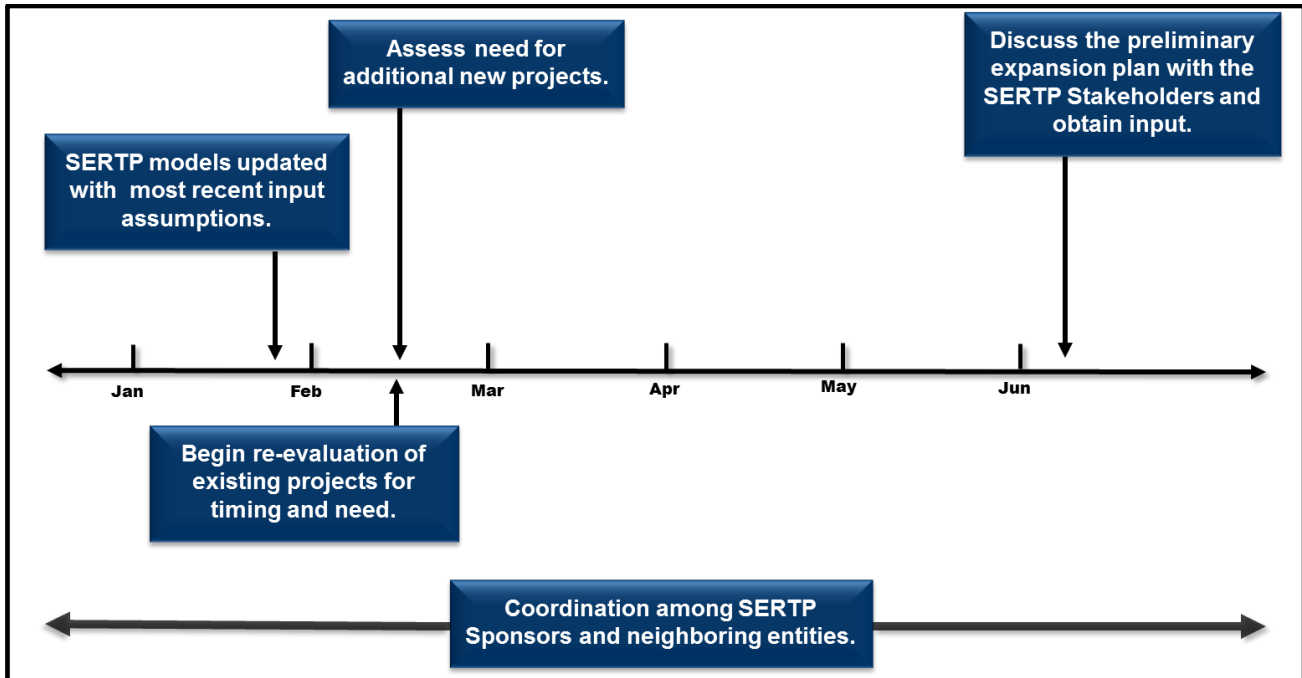 Assess need for
additional new projects.
Discuss the preliminary
expansion plan with the
SERTP Stakeholders and
obtain input.
SERTP models updated
with most recent input
assumptions.
Jan Feb Mar Apr May Jun
Begin re-evaluation of
existing projects for
timing and need.
Coordination among SERTP
Sponsors and neighboring entities.